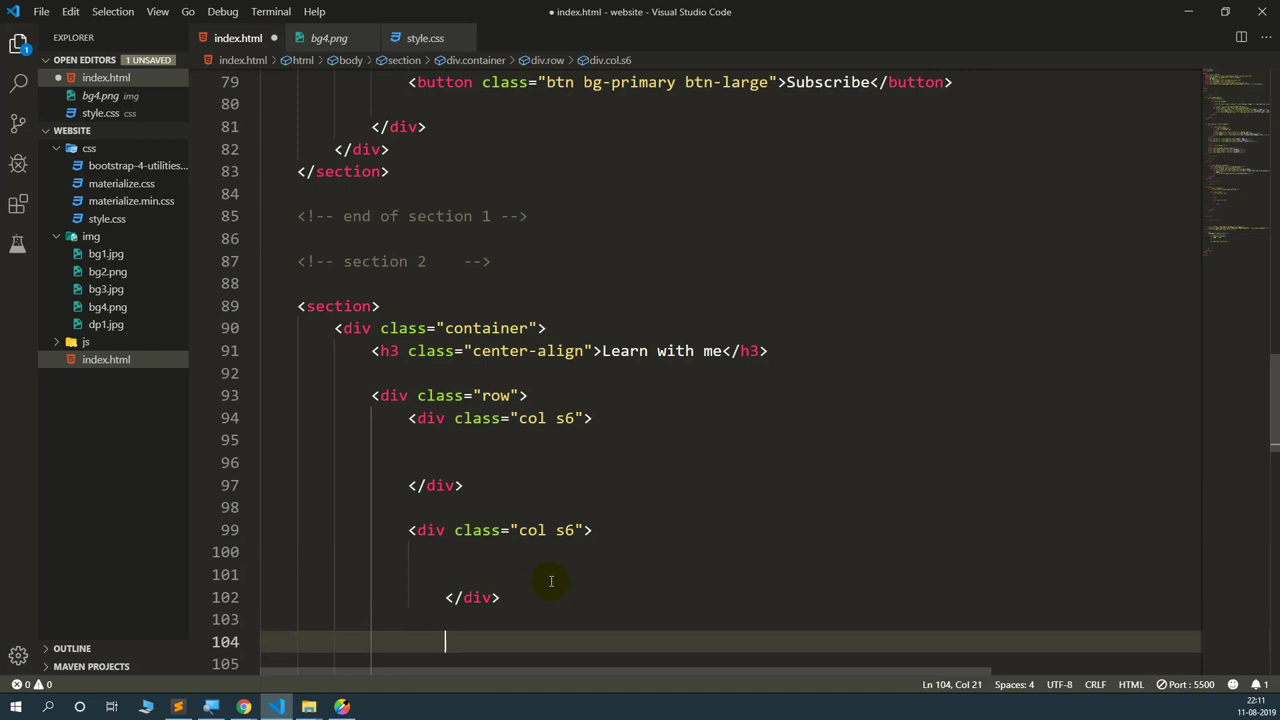 File Edit Selection View Go Debug Terminal Help
● index.html - website - Visual Studio Code
EXPLORER
index.html ●
bg4.png
style.css
OPEN EDITORS 1 UNSAVED
index.html > html > body > section > div.container > div.row > div.col.s6
● index.html
bg4.png img
style.css css
WEBSITE
css
bootstrap-4-utilities...
materialize.css
materialize.min.css
style.css
img
bg1.jpg
bg2.png
bg3.jpg
bg4.png
dp1.jpg
js
index.html
OUTLINE
MAVEN PROJECTS
1
79 <button class="btn bg-primary btn-large">Subscribe</button>
80
81 </div>
82 </div>
83 </section>
84
85 <!-- end of section 1 -->
86
87 <!-- section 2    -->
88
89 <section>
90 <div class="container">
91 <h3 class="center-align">Learn with me</h3>
92
93 <div class="row">
94 <div class="col s6">
95
96
97 </div>
98
99 <div class="col s6">
100
101
102 </div>
103
104
105
0 0
Ln 104, Col 21 Spaces: 4 UTF-8 CRLF HTML Port : 5500 1
22:11
11-08-2019